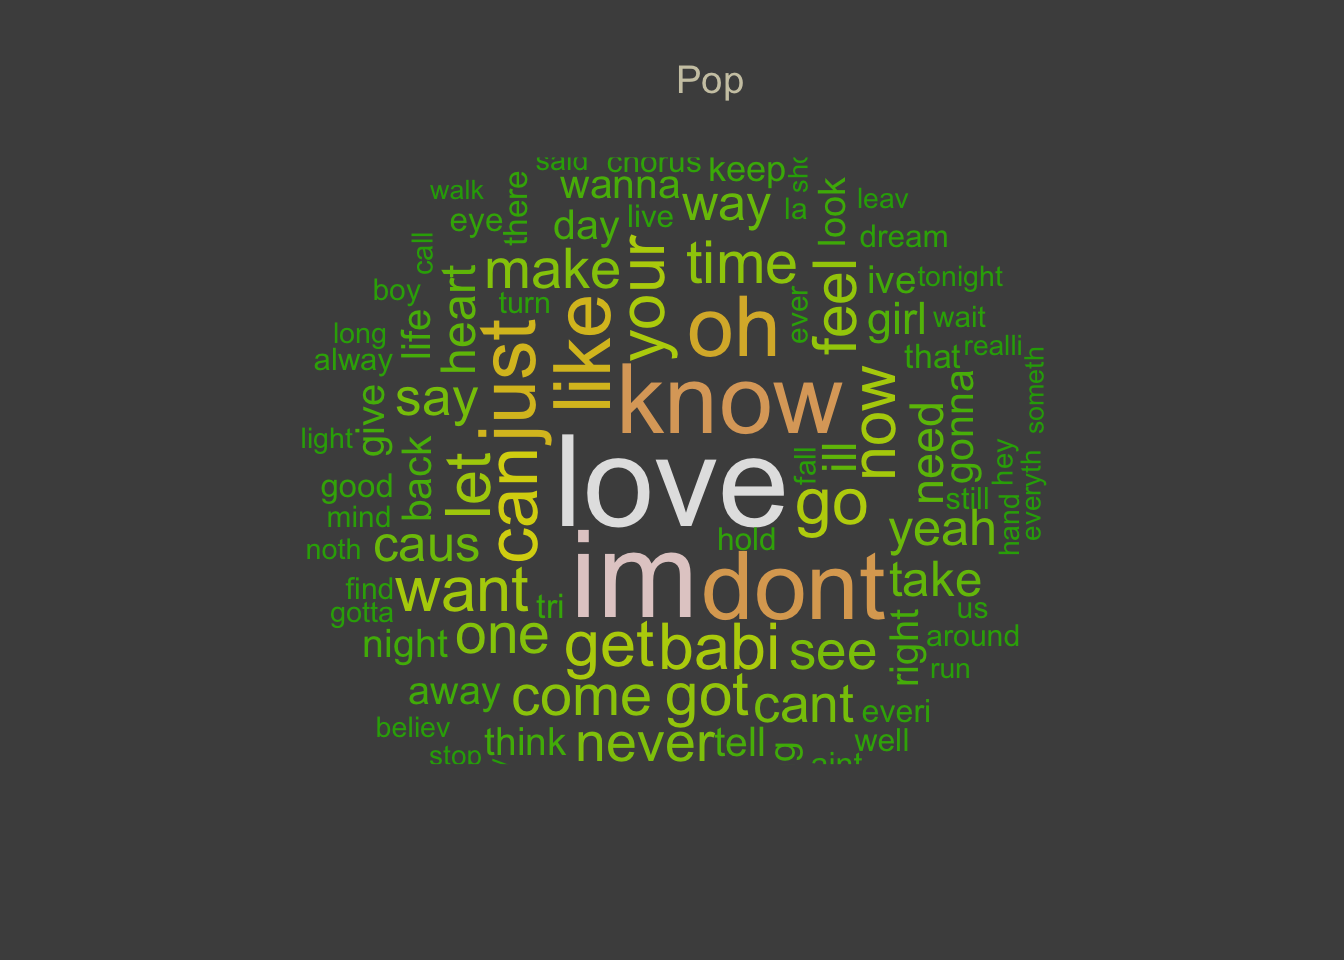 Pop
said
chorus
keep
walk
wanna
there
way
la
look
leav
eye
day
live
dream
call
make
your
time
feel
ive
tonight
boy
turn
heart
like
oh
ever
girl
wait
long
life
just
that
realli
alway
know
someth
give
say
now
need
gonna
light
back
let
can
love
fall
ill
hey
everyth
good
go
still
hand
mind
caus
hold
yeah
noth
im
dont
take
find
want
tri
us
gotta
night
one
get
babi
see
right
around
run
away
come
got
cant
everi
believ
think
never
tell
well
stop
aint